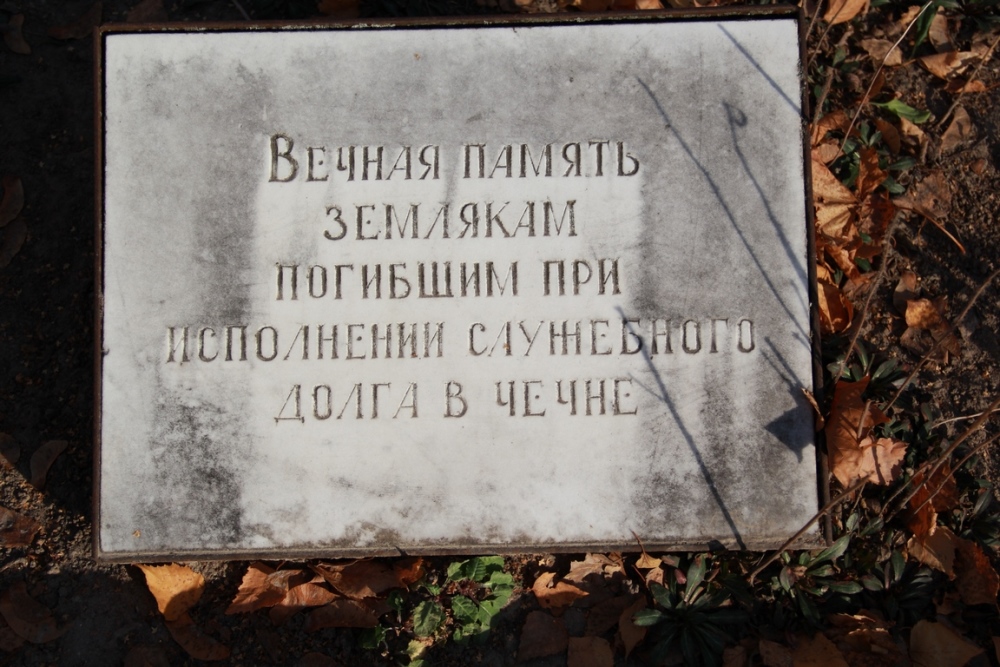 Вечная память
землякам
погибшим при
исполнении служебного
долга в чечне